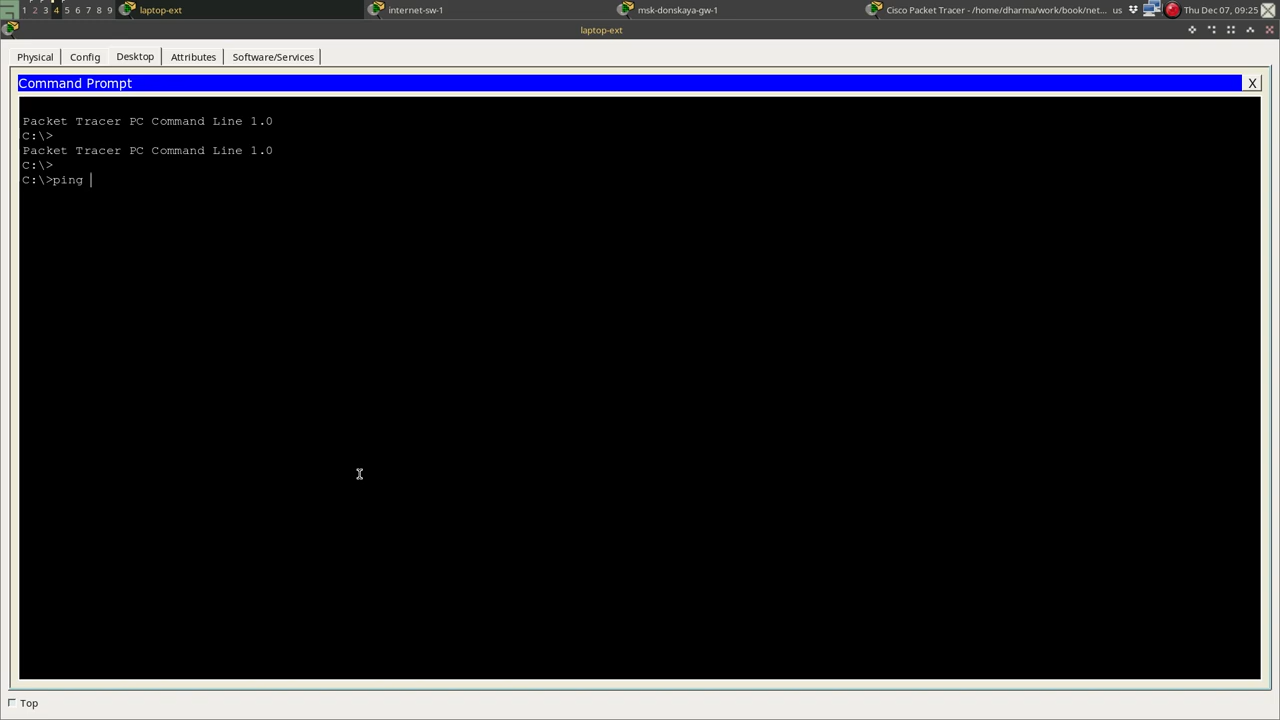 1 2 3 4 5 6 7 8 9 laptop-ext internet-sw-1 msk-donskaya-gw-1 Cisco Packet Tracer - /home/dharma/work/book/net... us Thu Dec 07, 09:25
laptop-ext
Physical Config Desktop Attributes Software/Services
Command Prompt X
Packet Tracer PC Command Line 1.0
C:\>
Packet Tracer PC Command Line 1.0
C:\>
C:\>ping
Top